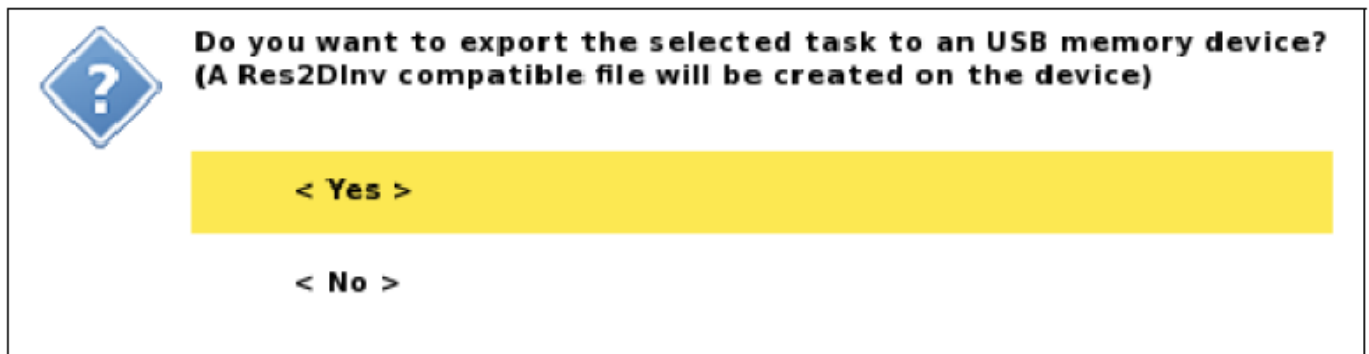 Do you want to export the selected task to an USB memory device?
(A Res2DInv compatible file will be created on the device)
< Yes >
< No >